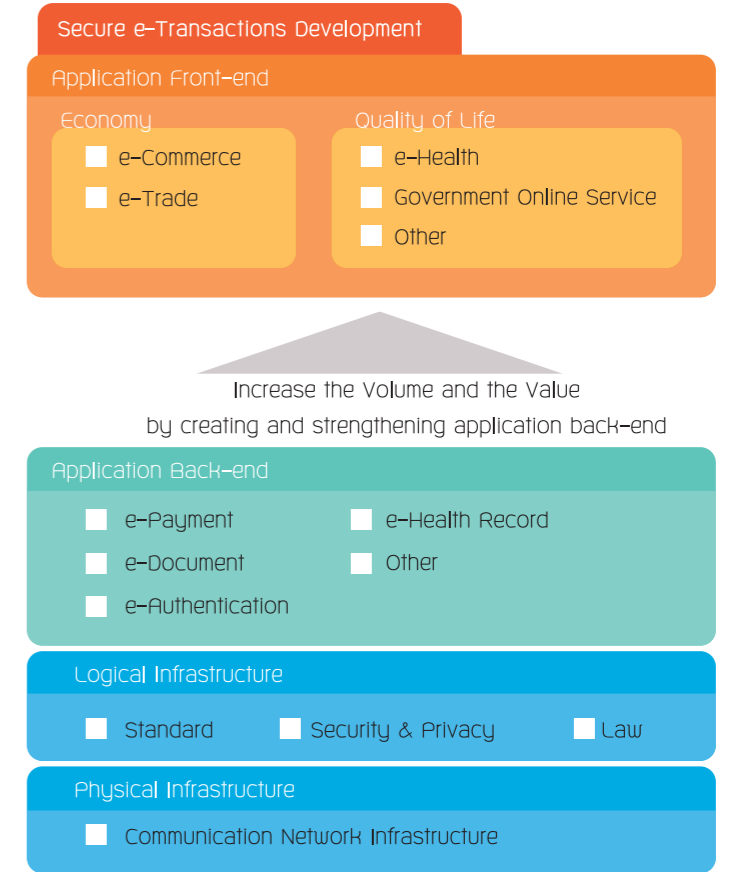 Secure e-Transactions Development
Application Front-end
Economy
e-Commerce
e-Trade
Quality of Life
e-Health
Government Online Service
Other
Increase the Volume and the Value
by creating and strengthening application back-end
Application Back-end
e-Payment
e-Document
e-Authentication
e-Health Record
Other
Logical Infrastructure
Standard
Security & Privacy
Law
Physical Infrastructure
Communication Network Infrastructure